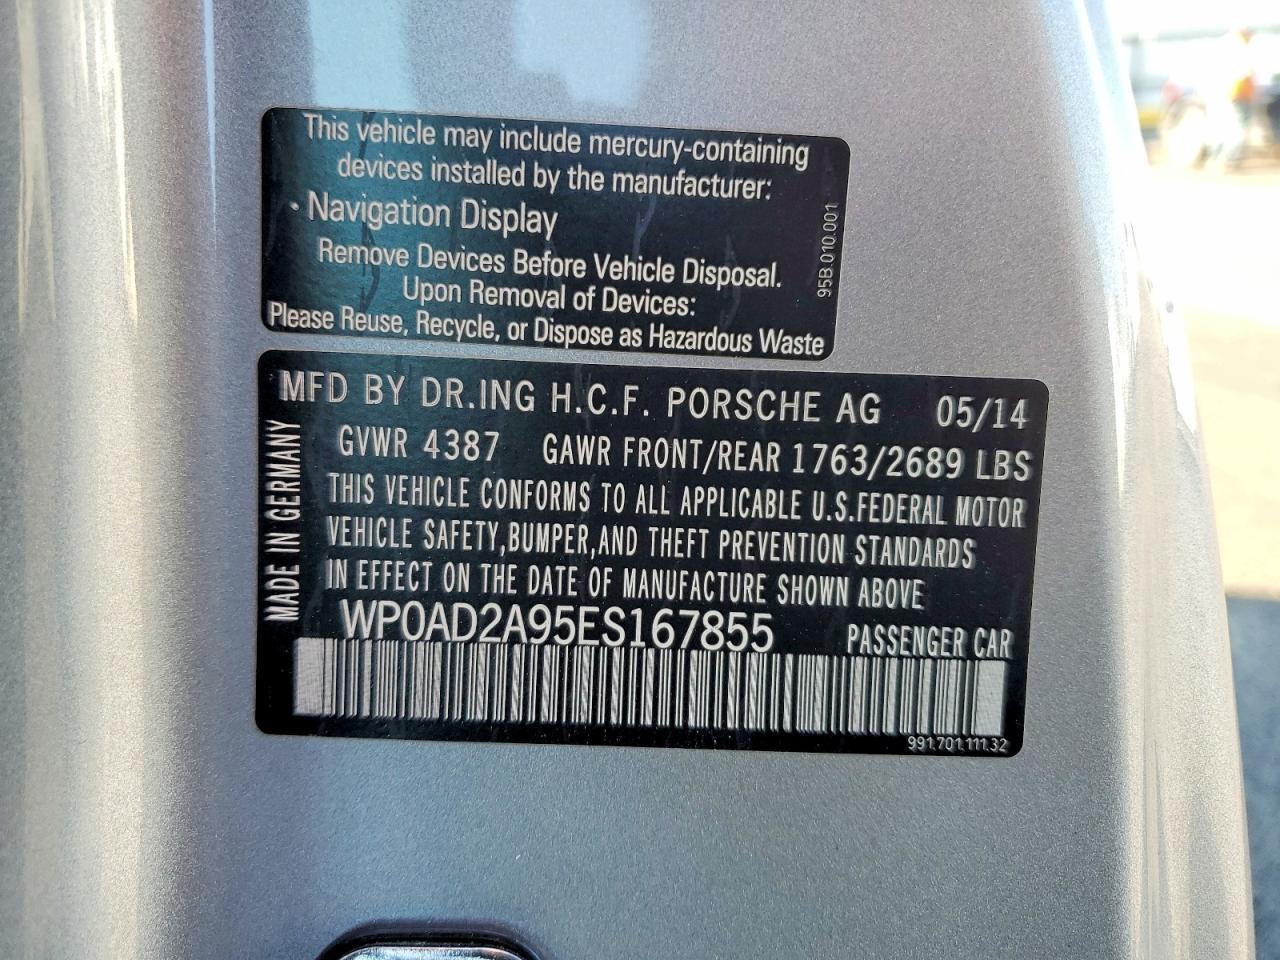 This vehicle may include mercury-containing
devices installed by the manufacturer:
· Navigation Display
Remove Devices Before Vehicle Disposal.
Upon Removal of Devices:
Please Reuse, Recycle, or Dispose as Hazardous Waste
95B.010.001
MFD BY DR.ING H.C.F. PORSCHE AG 05/14
GVWR 4387 GAWR FRONT/REAR 1763/2689 LBS
THIS VEHICLE CONFORMS TO ALL APPLICABLE U.S.FEDERAL MOTOR
VEHICLE SAFETY,BUMPER,AND THEFT PREVENTION STANDARDS
IN EFFECT ON THE DATE OF MANUFACTURE SHOWN ABOVE
MADE IN GERMANY
WP0AD2A95ES167855 PASSENGER CAR
991.701.111.32